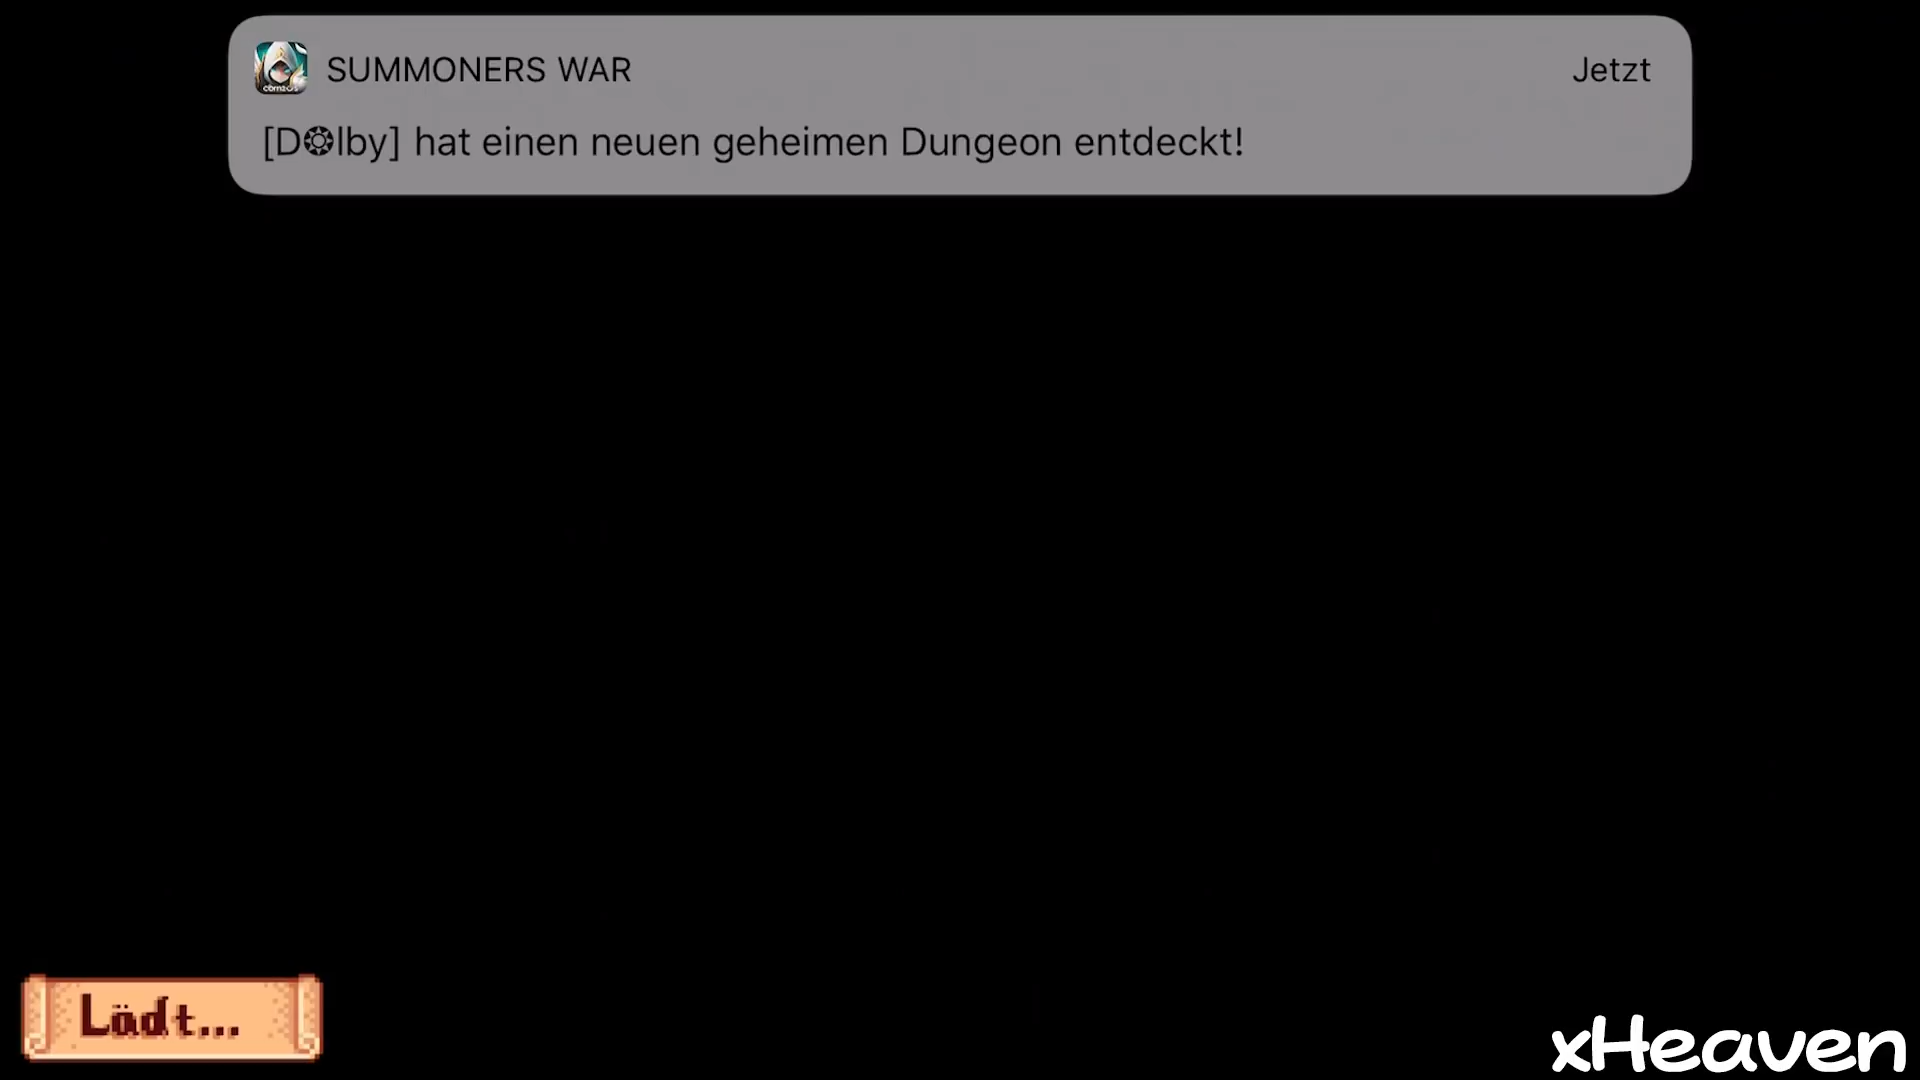 SUMMONERS WAR
Jetzt
[D❂lby] hat einen neuen geheimen Dungeon entdeckt!
Lädt...
xHeaven